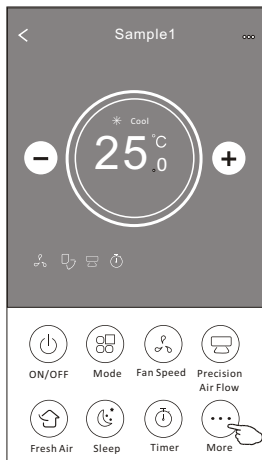 Sample1
Cool
25.0°C
ON/OFF
Mode
Fan Speed
Precision
Air Flow
Fresh Air
Sleep
Timer
More